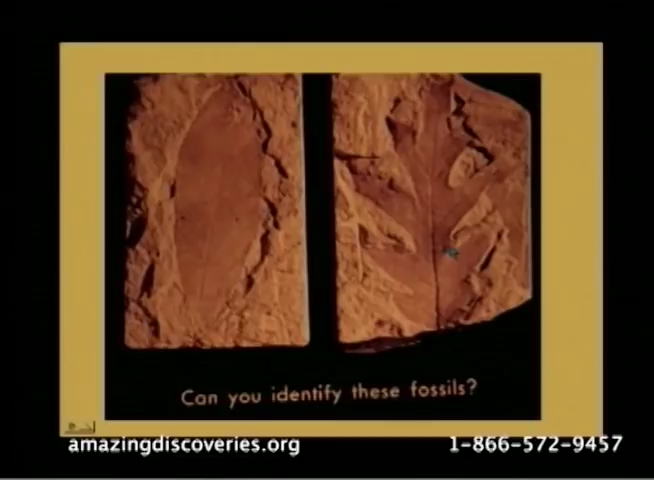 Can you identify these fossils?
amazingdiscoveries.org
1-866-572-9457